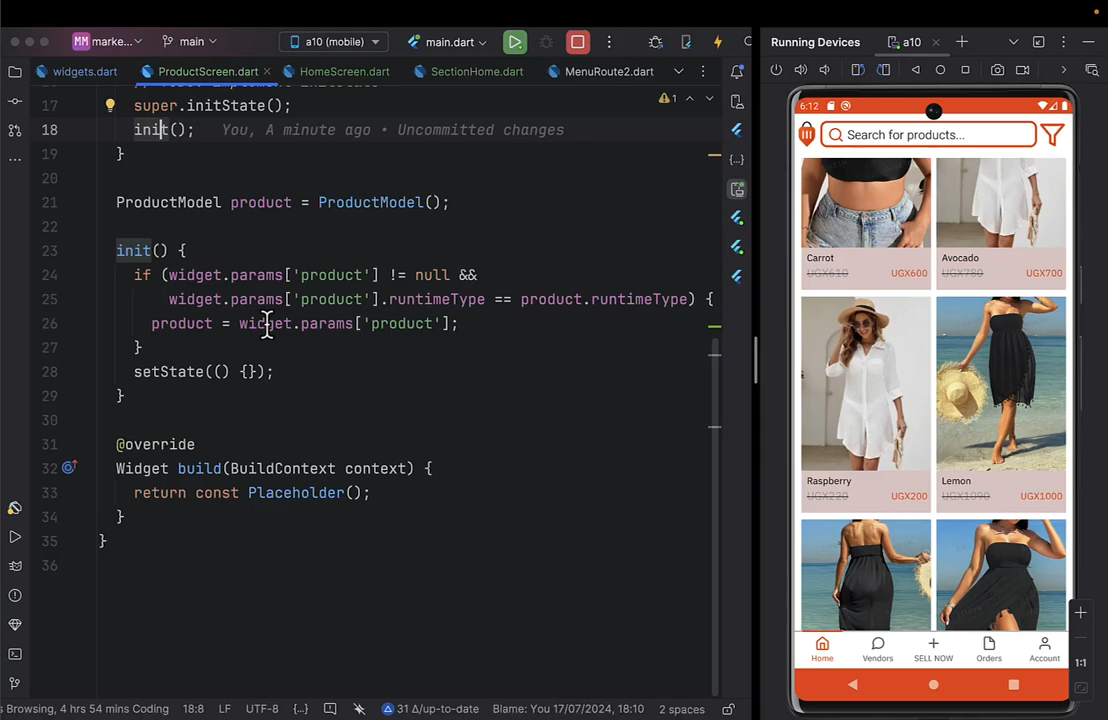 MM marke...
main
a10 (mobile)
main.dart
Running Devices
a10
widgets.dart
ProductScreen.dart
HomeScreen.dart
SectionHome.dart
MenuRoute2.dart
17 super.initState();
1
18 init(); You, A minute ago • Uncommitted changes
19 }
20
21 ProductModel product = ProductModel();
22
23 init() {
24 if (widget.params['product'] != null &&
25 widget.params['product'].runtimeType == product.runtimeType) {
26 product = widget.params['product'];
27 }
28 setState(() {});
29 }
30
31 @override
32 Widget build(BuildContext context) {
33 return const Placeholder();
34 }
35 }
36
6:12
Search for products...
Carrot
UGX610 UGX600
Avocado
UGX780 UGX700
Raspberry
UGX220 UGX200
Lemon
UGX1090 UGX1000
Home
Vendors
SELL NOW
Orders
Account
1:1
s Browsing, 4 hrs 54 mins Coding
18:8
LF
UTF-8
{...}
31 Δ/up-to-date
Blame: You 17/07/2024, 18:10
2 spaces